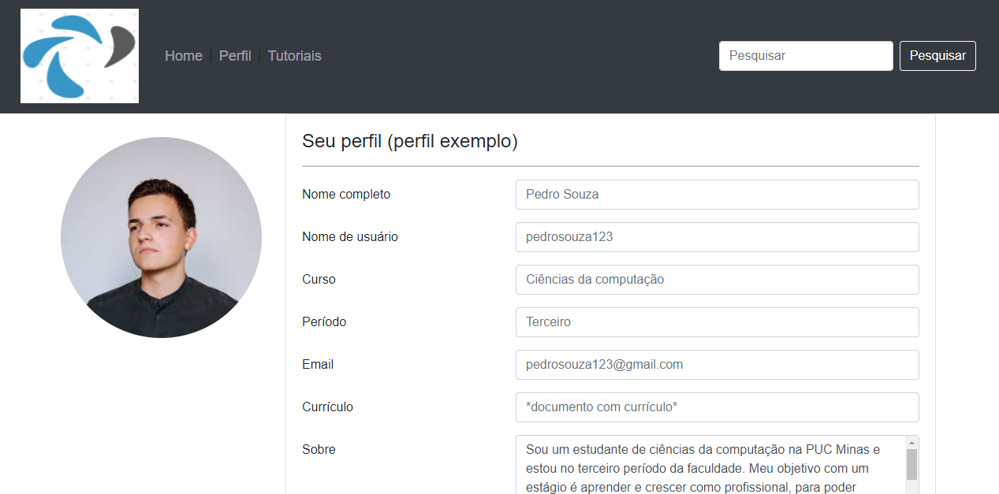 Home | Perfil | Tutoriais
Pesquisar
Pesquisar
Seu perfil (perfil exemplo)
Nome completo
Pedro Souza
Nome de usuário
pedrosouza123
Curso
Ciências da computação
Período
Terceiro
Email
pedrosouza123@gmail.com
Currículo
*documento com currículo*
Sobre
Sou um estudante de ciências da computação na PUC Minas e
estou no terceiro período da faculdade. Meu objetivo com um
estágio é aprender e crescer como profissional, para poder